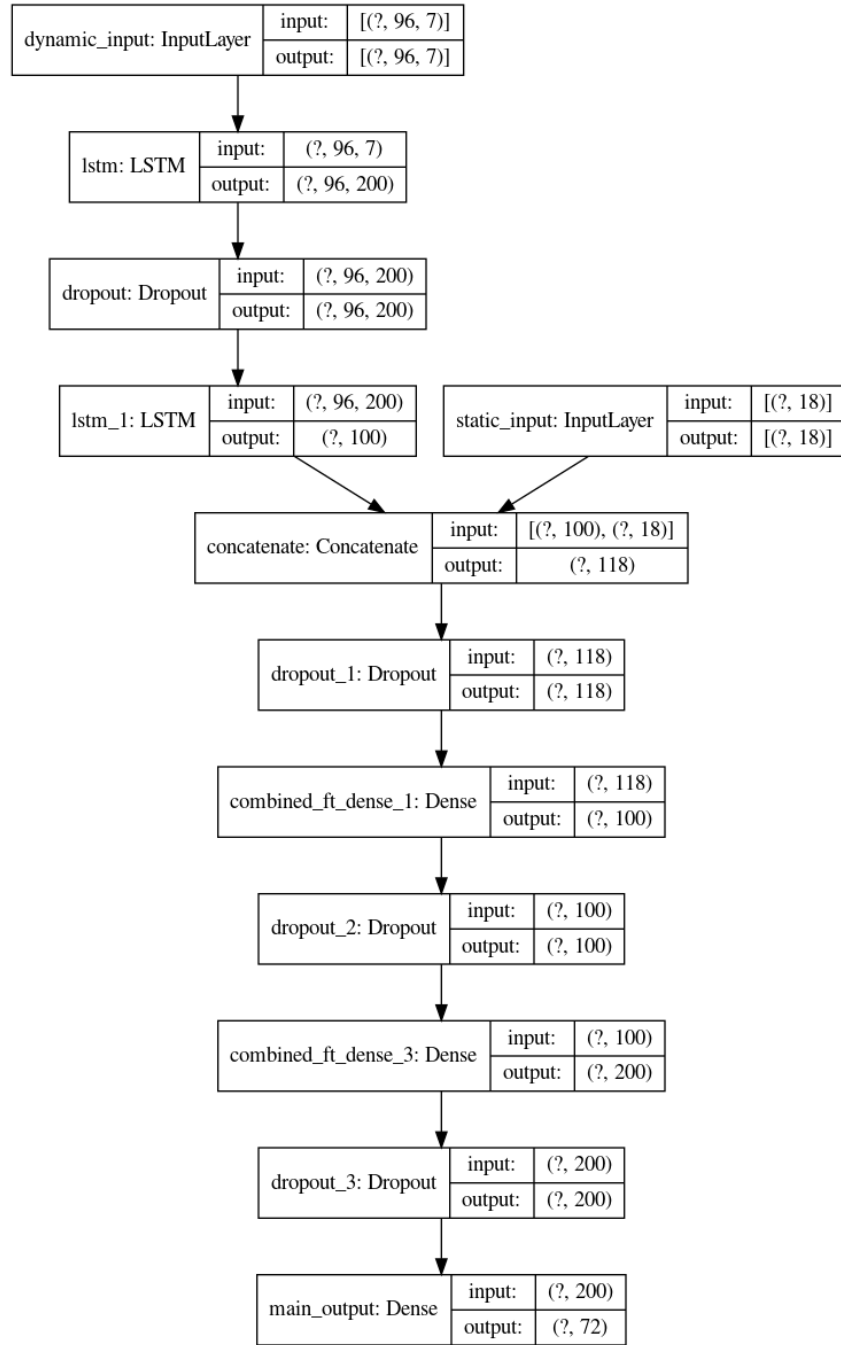 dynamic_input: InputLayer
input: [(?, 96, 7)]
output: [(?, 96, 7)]
lstm: LSTM
input: (?, 96, 7)
output: (?, 96, 200)
dropout: Dropout
input: (?, 96, 200)
output: (?, 96, 200)
lstm_1: LSTM
input: (?, 96, 200)
output: (?, 100)
static_input: InputLayer
input: [(?, 18)]
output: [(?, 18)]
concatenate: Concatenate
input: [(?, 100), (?, 18)]
output: (?, 118)
dropout_1: Dropout
input: (?, 118)
output: (?, 118)
combined_ft_dense_1: Dense
input: (?, 118)
output: (?, 100)
dropout_2: Dropout
input: (?, 100)
output: (?, 100)
combined_ft_dense_3: Dense
input: (?, 100)
output: (?, 200)
dropout_3: Dropout
input: (?, 200)
output: (?, 200)
main_output: Dense
input: (?, 200)
output: (?, 72)